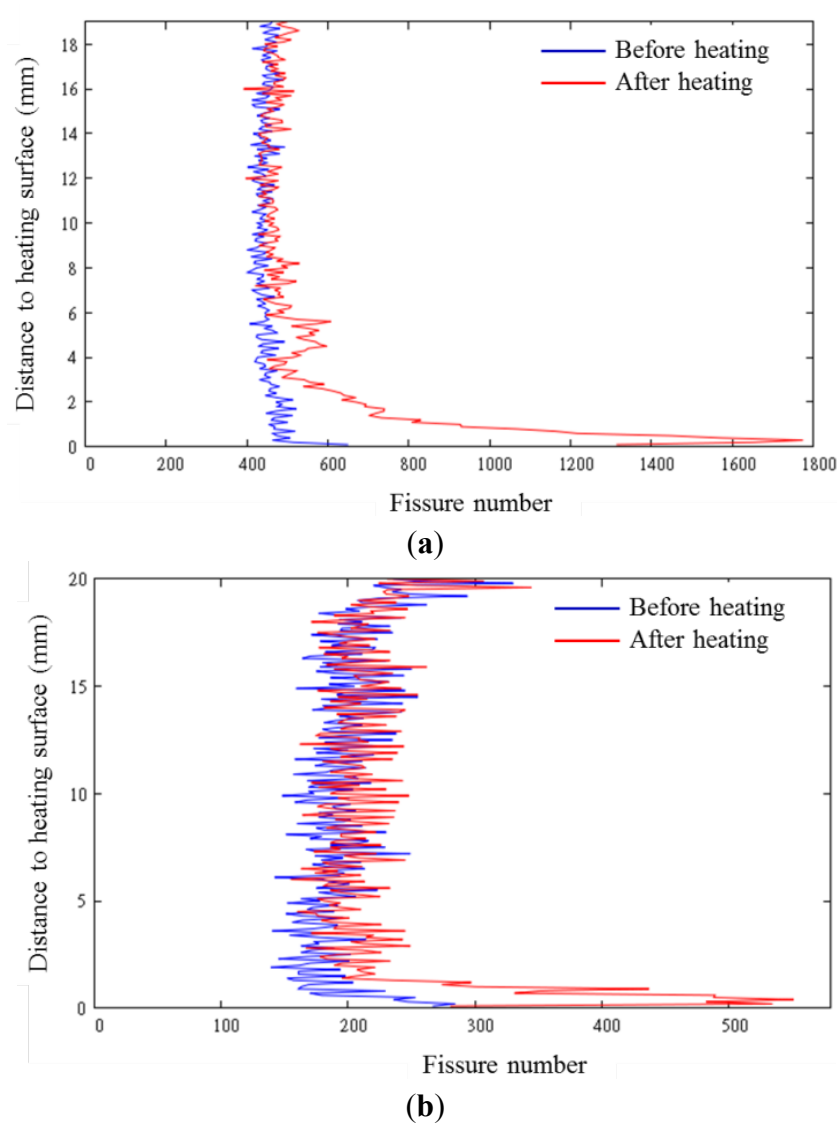 18
16
14
12
10
8
6
4
2
0
Distance to heating surface (mm)
Before heating
After heating
0 200 400 600 800 1000 1200 1400 1600 1800
Fissure number
(a)
20
15
10
5
0
Distance to heating surface (mm)
Before heating
After heating
0 100 200 300 400 500
Fissure number
(b)